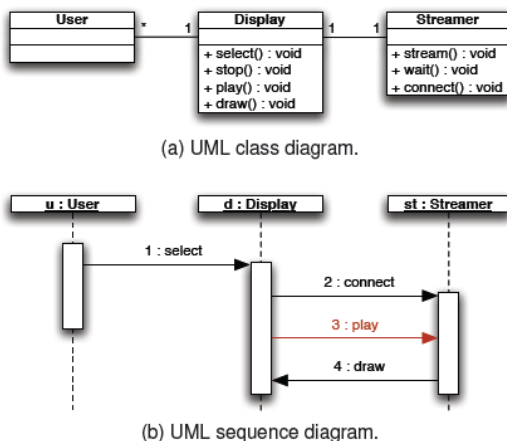 User
Display
Streamer
* 1
1 1
+ select() : void
+ stop() : void
+ play() : void
+ draw() : void
+ stream() : void
+ wait() : void
+ connect() : void
(a) UML class diagram.
u : User
d : Display
st : Streamer
1 : select
2 : connect
3 : play
4 : draw
(b) UML sequence diagram.